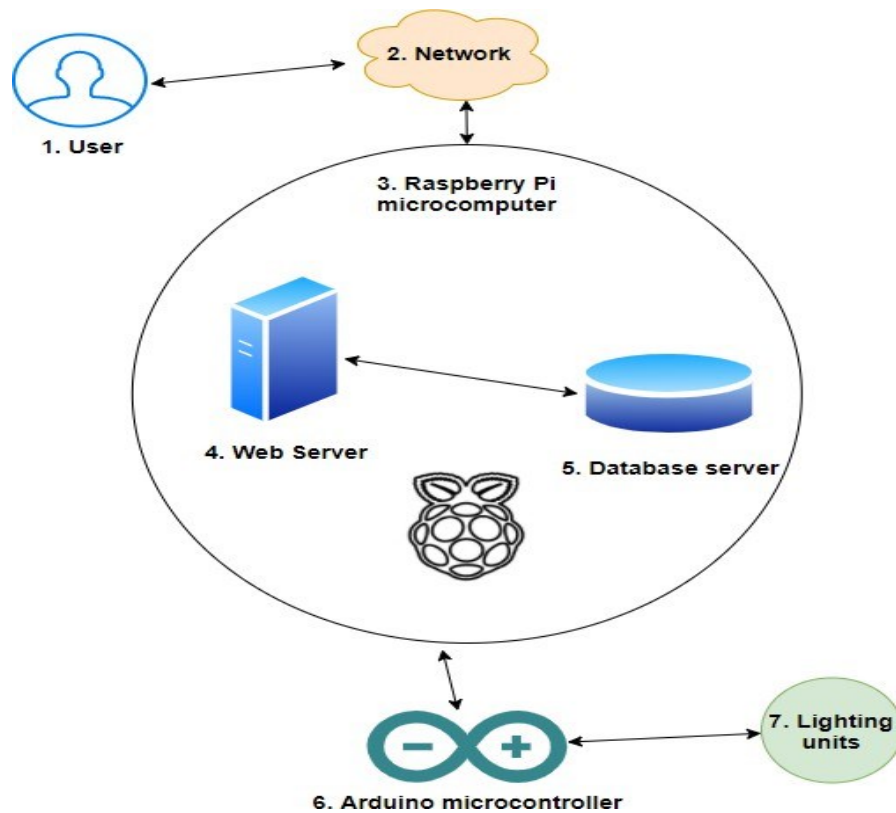 2. Network
1. User
3. Raspberry Pi
microcomputer
4. Web Server
5. Database server
7. Lighting
units
6. Arduino microcontroller